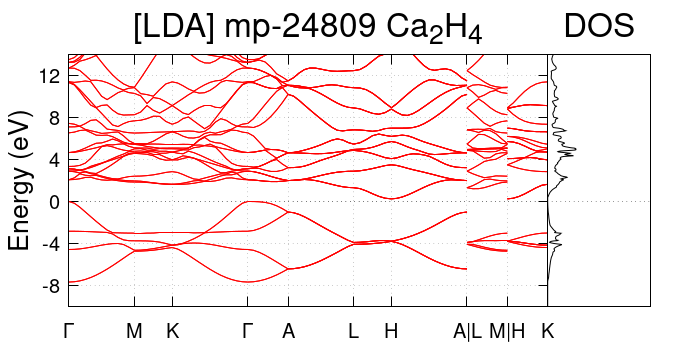 [LDA] mp-24809 Ca₂H₄ DOS
12
8
4
0
-4
-8
Energy (eV)
Γ M K Γ A L H A|L M|H K